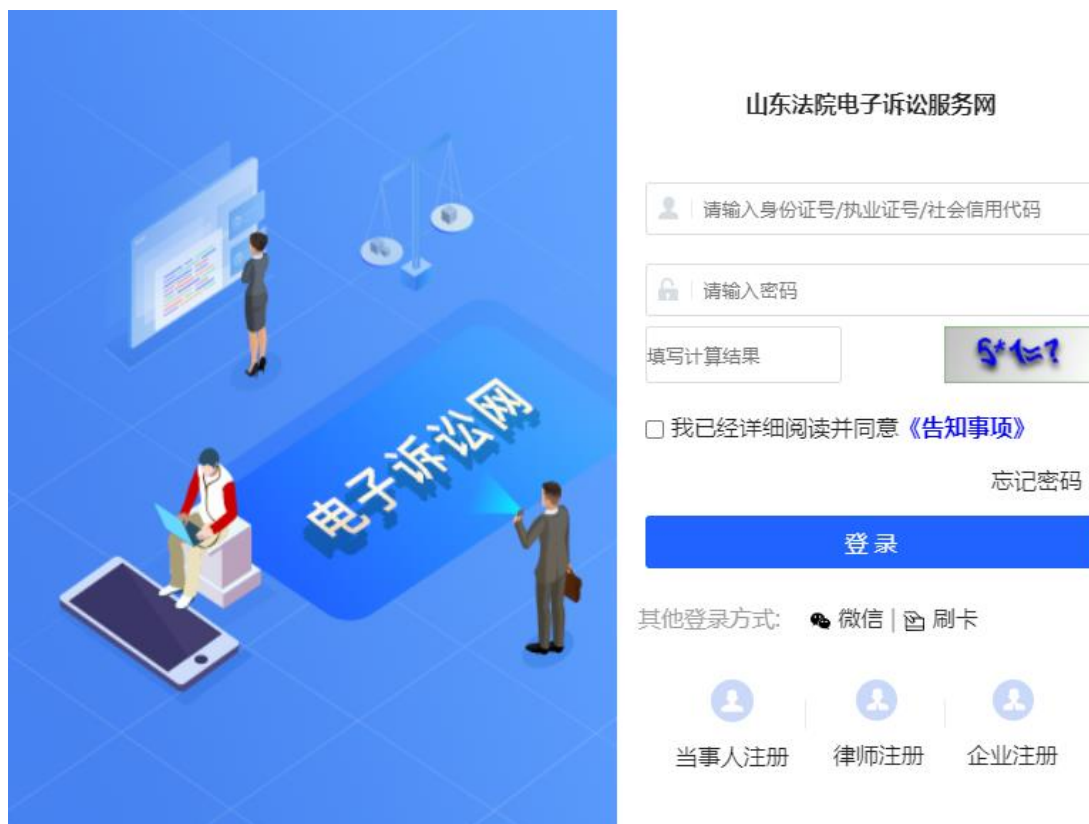 山东法院电子诉讼服务网
请输入身份证号/执业证号/社会信用代码
请输入密码
填写计算结果
5*1=?
我已经详细阅读并同意《告知事项》
忘记密码
登录
其他登录方式: 微信 | 刷卡
当事人注册 律师注册 企业注册
电子诉讼网